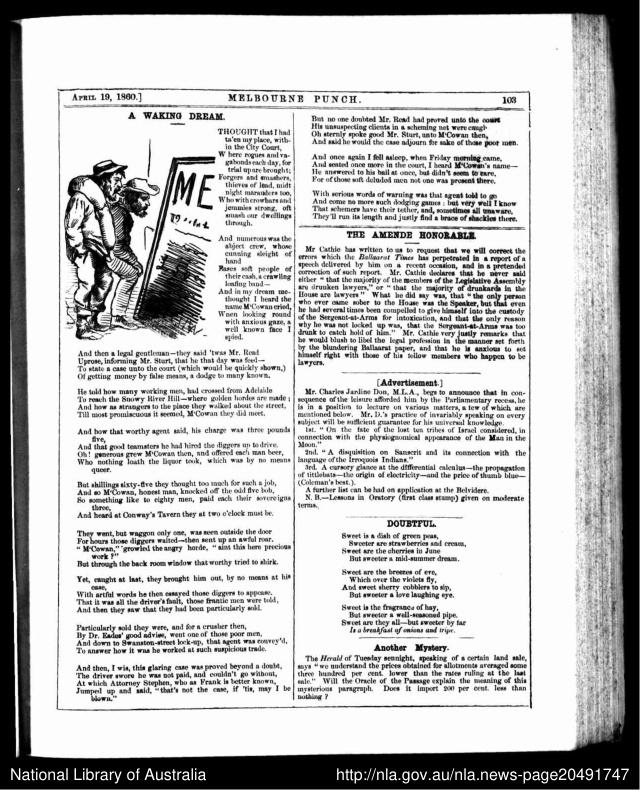 APRIL 19, 1860.]
MELBOURNE PUNCH.
103
A WAKING DREAM.
ME
THOUGHT that I had
ta'en my place, with-
in the City Court,
Where rogues and va-
gabonds each day, for
trial up are brought;
Forgers and smashers,
thieves of lead, midt
night marauders too,
Who with crowbars and
jemmies strong, oft
smash our dwellings
through.
And numerous was the
abject crew, whose
cunning sleight of
hand
Eases soft people of
their cash, a crawling
loafing band—
And in my dream me-
thought I heard the
name M'Cowan cried,
When looking round
with anxious gaze, a
well known face I
spied.
And then a legal gentleman—they said 'twas Mr. Read
Uprose, informing Mr. Sturt, that he that day was feed—
To state a case unto the court (which would be quickly shown,)
Of getting money by false means, a dodge to many known.
He told how many working men, had crossed from Adelaide
To reach the Snowy River Hill—where golden hordes are made;
And how as strangers to the place they walked about the street,
Till most promiscuous it seemed, M'Cowan they did meet.
And how that worthy agent said, his charge was three pounds
five,
And that good teamsters he had hired the diggers up to drive.
Oh! generous grew M'Cowan then, and offered each man beer,
Who nothing loath the liquor took, which was by no means
queer.
But shillings sixty-five they thought too much for such a job,
And so M'Cowan, honest man, knocked off the odd five bob,
So something like to eighty men, paid each their sovereigns
three,
And heard at Conway's Tavern they at two o'clock must be.
They went, but waggon only one, was seen outside the door
For hours those diggers waited—then sent up an awful roar.
"M'Cowan," growled the angry horde, "aint this here precious
work?"
But through the back room window that worthy tried to shirk.
Yet, caught at last, they brought him out, by no means at his
ease,
With artful words he then essayed those diggers to appease.
That it was all the driver's fault, those frantic men were told,
And then they saw that they had been particularly sold.
Particularly sold they were, and for a crusher then,
By Dr. Eades' good advise, went one of those poor men,
And down to Swanston-street lock-up, that agent was convey'd,
To answer how it was he worked at such suspicious trade.
And then, I wis, this glaring case was proved beyond a doubt,
The driver swore he was not paid, and couldn't go without,
At which Attorney Stephen, who as Frank is better known,
Jumped up and said, "that's not the case, if 'tis, may I be
blown."
But no one doubted Mr. Read had proved unto the court
His unsuspecting clients in a scheming net were caught
Oh sternly spoke good Mr. Sturt, unto M'Cowan then,
And said he would the case adjourn for sake of those poor men.
And once again I fell asleep, when Friday morning came,
And seated once more in the court, I heard M'Cowan's name—
He answered to his bail at once, but didn't seem to care,
For of those soft deluded men not one was present there.
With serious words of warning was that agent told to go
And come no more such dodging games: but very well I know
That schemers have their tether, and, sometimes all unaware,
They'll run its length and justly find a brace of shackles there.
THE AMENDE HONORABLE.
Mr Cathie has written to us to request that we will correct the
errors which the Ballaarat Times has perpetrated in a report of a
speech delivered by him on a recent occasion, and in a pretended
correction of such report. Mr. Cathie declares that he never said
either "that the majority of the members of the Legislative Assembly
are drunken lawyers," or "that the majority of drunkards in the
House are lawyers" What he did say was, that "the only person
who ever came sober to the House was the Speaker, but that even
he had several times been compelled to give himself into the custody
of the Sergeant-at-Arms for intoxication, and that the only reason
why he was not locked up was, that the Sergeant-at-Arms was too
drunk to catch hold of him." Mr. Cathie very justly remarks that
he would blush to libel the legal profession in the manner set forth
by the blundering Ballaarat paper, and that he is anxious to set
himself right with those of his fellow members who happen to be
lawyers.
[Advertisement.]
Mr. Charles Jardine Don, M.L.A., begs to announce that in con-
sequence of the leisure afforded him by the Parliamentary recess, he
is in a position to lecture on various matters, a few of which are
mentioned below. Mr. D.'s practice of invariably speaking on every
subject will be sufficient guarantee for his universal knowledge.
1st. "On the fate of the lost ten tribes of Israel considered, in
connection with the physiognomical appearance of the Man in the
Moon."
2nd. "A disquisition on Sanscrit and its connection with the
language of the Irroquois Indians."
3rd. A cursory glance at the differential calculus—the propagation
of tittlebats—the origin of electricity—and the price of thumb blue—
(Coleman's best.).
A further list can be had on application at the Belvidere.
N. B.—Lessons in Oratory (first class stump) given on moderate
terms.
DOUBTFUL.
Sweet is a dish of green peas,
Sweeter are strawberries and cream,
Sweet are the cherries in June
But sweeter a mid-summer dream.
Sweet are the breezes of eve,
Which over the violets fly,
And sweet sherry cobblers to sip,
But sweeter a love laughing eye.
Sweet is the fragrance of hay,
But sweeter a well-seasoned pipe.
Sweet are they all—but sweeter by far
Is a breakfast of onions and tripe.
Another Mystery.
The Herald of Tuesday sennight, speaking of a certain land sale,
says "we understand the prices obtained for allotments averaged some
three hundred per cent. lower than the rates ruling at the last
sale." Will the Oracle of the Passage explain the meaning of this
mysterious paragraph. Does it import 200 per cent. less than
nothing?
National Library of Australia
http://nla.gov.au/nla.news-page20491747